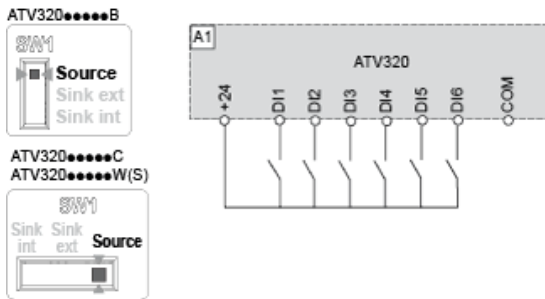 ATV320●●●●●B
SW1
Source
Sink ext
Sink int
ATV320●●●●●C
ATV320●●●●●W(S)
SW1
Sink Sink
int ext Source
A1
ATV320
+24 DI1 DI2 DI3 DI4 DI5 DI6 COM